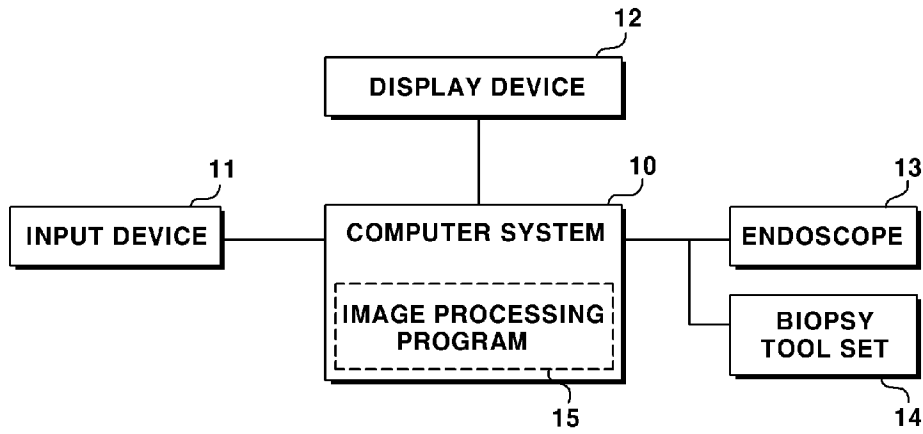 12
DISPLAY DEVICE
11
INPUT DEVICE
10
COMPUTER SYSTEM
IMAGE PROCESSING
PROGRAM
15
13
ENDOSCOPE
BIOPSY
TOOL SET
14